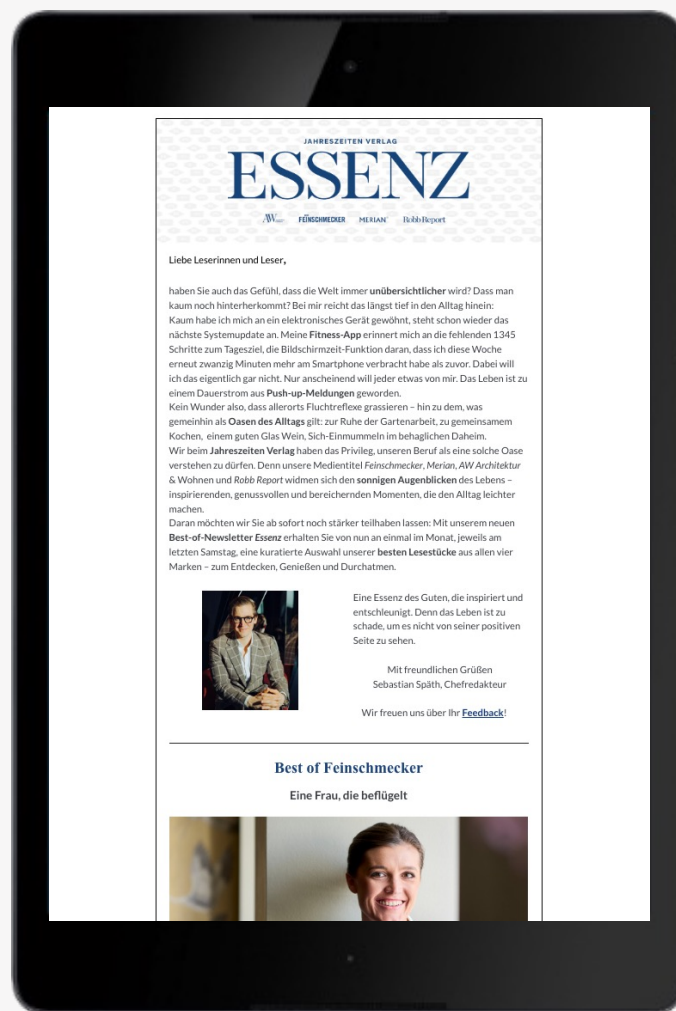 JAHRESZEITEN VERLAG
ESSENZ
AW FEINSCHMECKER MERIAN Robb Report
Liebe Leserinnen und Leser,
haben Sie auch das Gefühl, dass die Welt immer unübersichtlicher wird? Dass man
kaum noch hinterherkommt? Bei mir reicht das längst tief in den Alltag hinein:
Kaum habe ich mich an ein elektronisches Gerät gewöhnt, steht schon wieder das
nächste Systemupdate an. Meine Fitness-App erinnert mich an die fehlenden 1345
Schritte zum Tagesziel, die Bildschirmzeit-Funktion daran, dass ich diese Woche
erneut zwanzig Minuten mehr am Smartphone verbracht habe als zuvor. Dabei will
ich das eigentlich gar nicht. Nur anscheinend will jeder etwas von mir. Das Leben ist zu
einem Dauerstrom aus Push-up-Meldungen geworden.
Kein Wunder also, dass allerorts Fluchtreflexe grassieren – hin zu dem, was
gemeinhin als Oasen des Alltags gilt: zur Ruhe der Gartenarbeit, zu gemeinsamem
Kochen, einem guten Glas Wein, Sich-Einmummeln im behaglichen Daheim.
Wir beim Jahreszeiten Verlag haben das Privileg, unseren Beruf als eine solche Oase
verstehen zu dürfen. Denn unsere Medientitel Feinschmecker, Merian, AW Architektur
& Wohnen und Robb Report widmen sich den sonnigen Augenblicken des Lebens –
inspirierenden, genussvollen und bereichernden Momenten, die den Alltag leichter
machen.
Daran möchten wir Sie ab sofort noch stärker teilhaben lassen: Mit unserem neuen
Best-of-Newsletter Essenz erhalten Sie von nun an einmal im Monat, jeweils am
letzten Samstag, eine kuratierte Auswahl unserer besten Lesestücke aus allen vier
Marken – zum Entdecken, Genießen und Durchatmen.
Eine Essenz des Guten, die inspiriert und
entschleunigt. Denn das Leben ist zu
schade, um es nicht von seiner positiven
Seite zu sehen.
Mit freundlichen Grüßen
Sebastian Späth, Chefredakteur
Wir freuen uns über Ihr Feedback!
Best of Feinschmecker
Eine Frau, die beflügelt